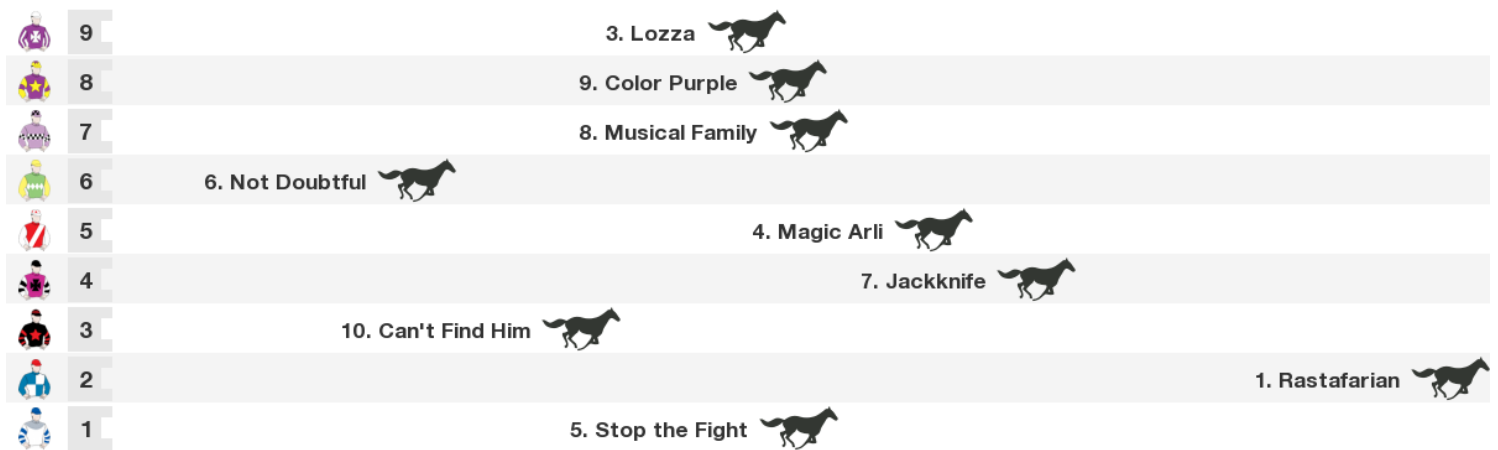 9 3. Lozza
8 9. Color Purple
7 8. Musical Family
6 6. Not Doubtful
5 4. Magic Arli
4 7. Jackknife
3 10. Can't Find Him
2 1. Rastafarian
1 5. Stop the Fight